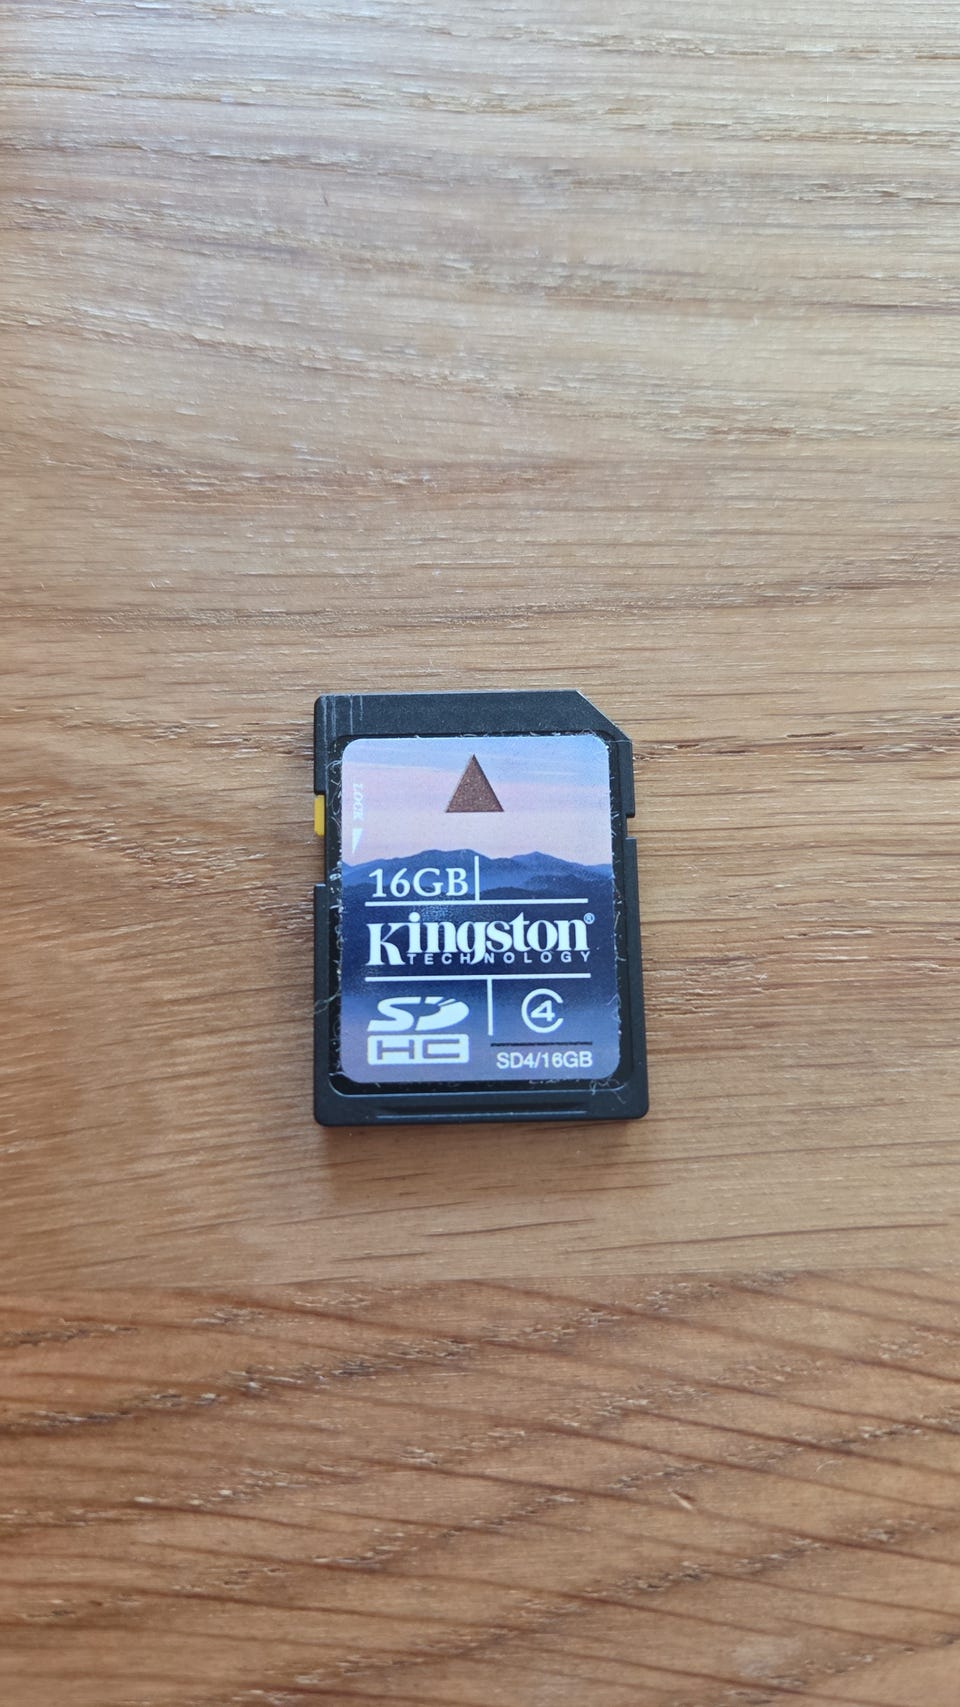 LOCK
16GB
Kingston®
TECHNOLOGY
SD 4
HC
SD4/16GB